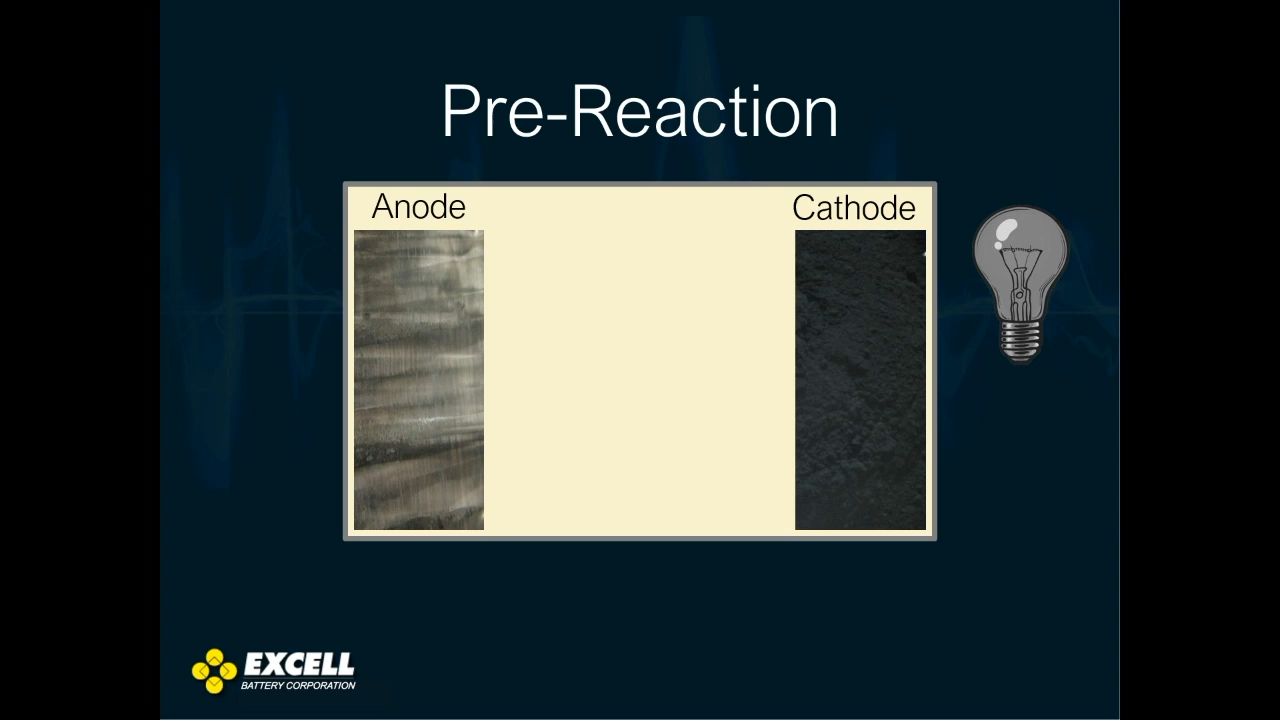 Pre-Reaction
Anode
Cathode
EXCELL
BATTERY CORPORATION